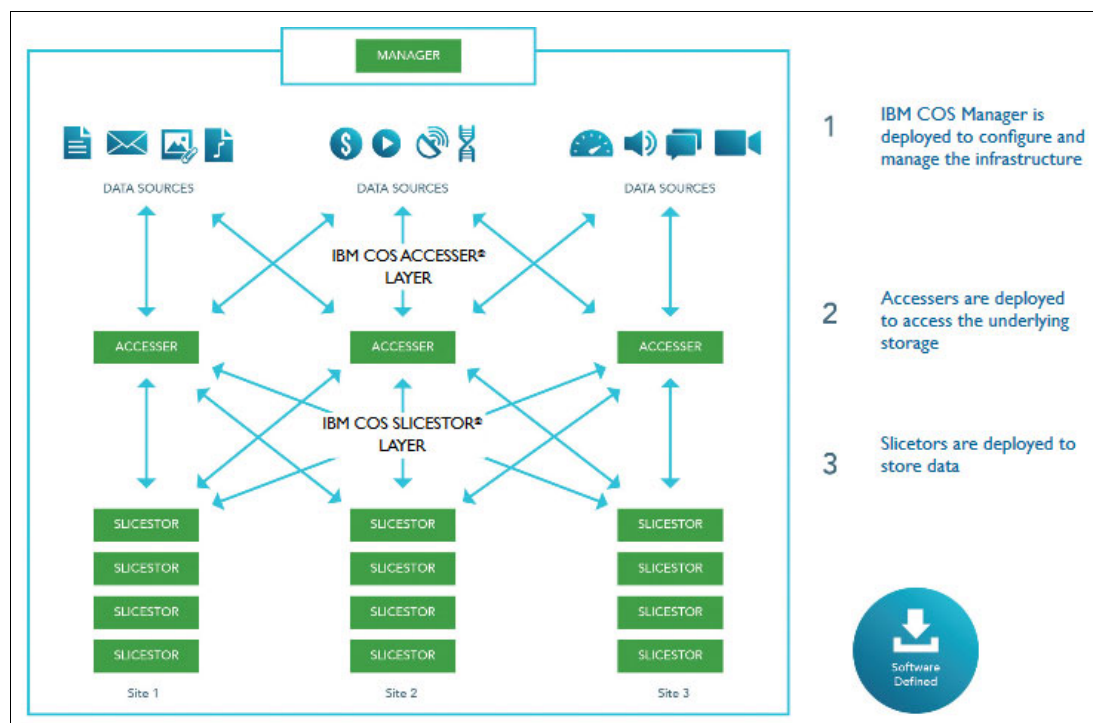 MANAGER
DATA SOURCES
DATA SOURCES
DATA SOURCES
IBM COS ACCESSER®
LAYER
ACCESSER
ACCESSER
ACCESSER
IBM COS SLICESTOR®
LAYER
SLICESTOR
SLICESTOR
SLICESTOR
SLICESTOR
SLICESTOR
SLICESTOR
SLICESTOR
SLICESTOR
SLICESTOR
SLICESTOR
SLICESTOR
SLICESTOR
Site 1
Site 2
Site 3
1
IBM COS Manager is
deployed to configure and
manage the infrastructure
2
Accessers are deployed
to access the underlying
storage
3
Slicetors are deployed to
store data
Software
Defined